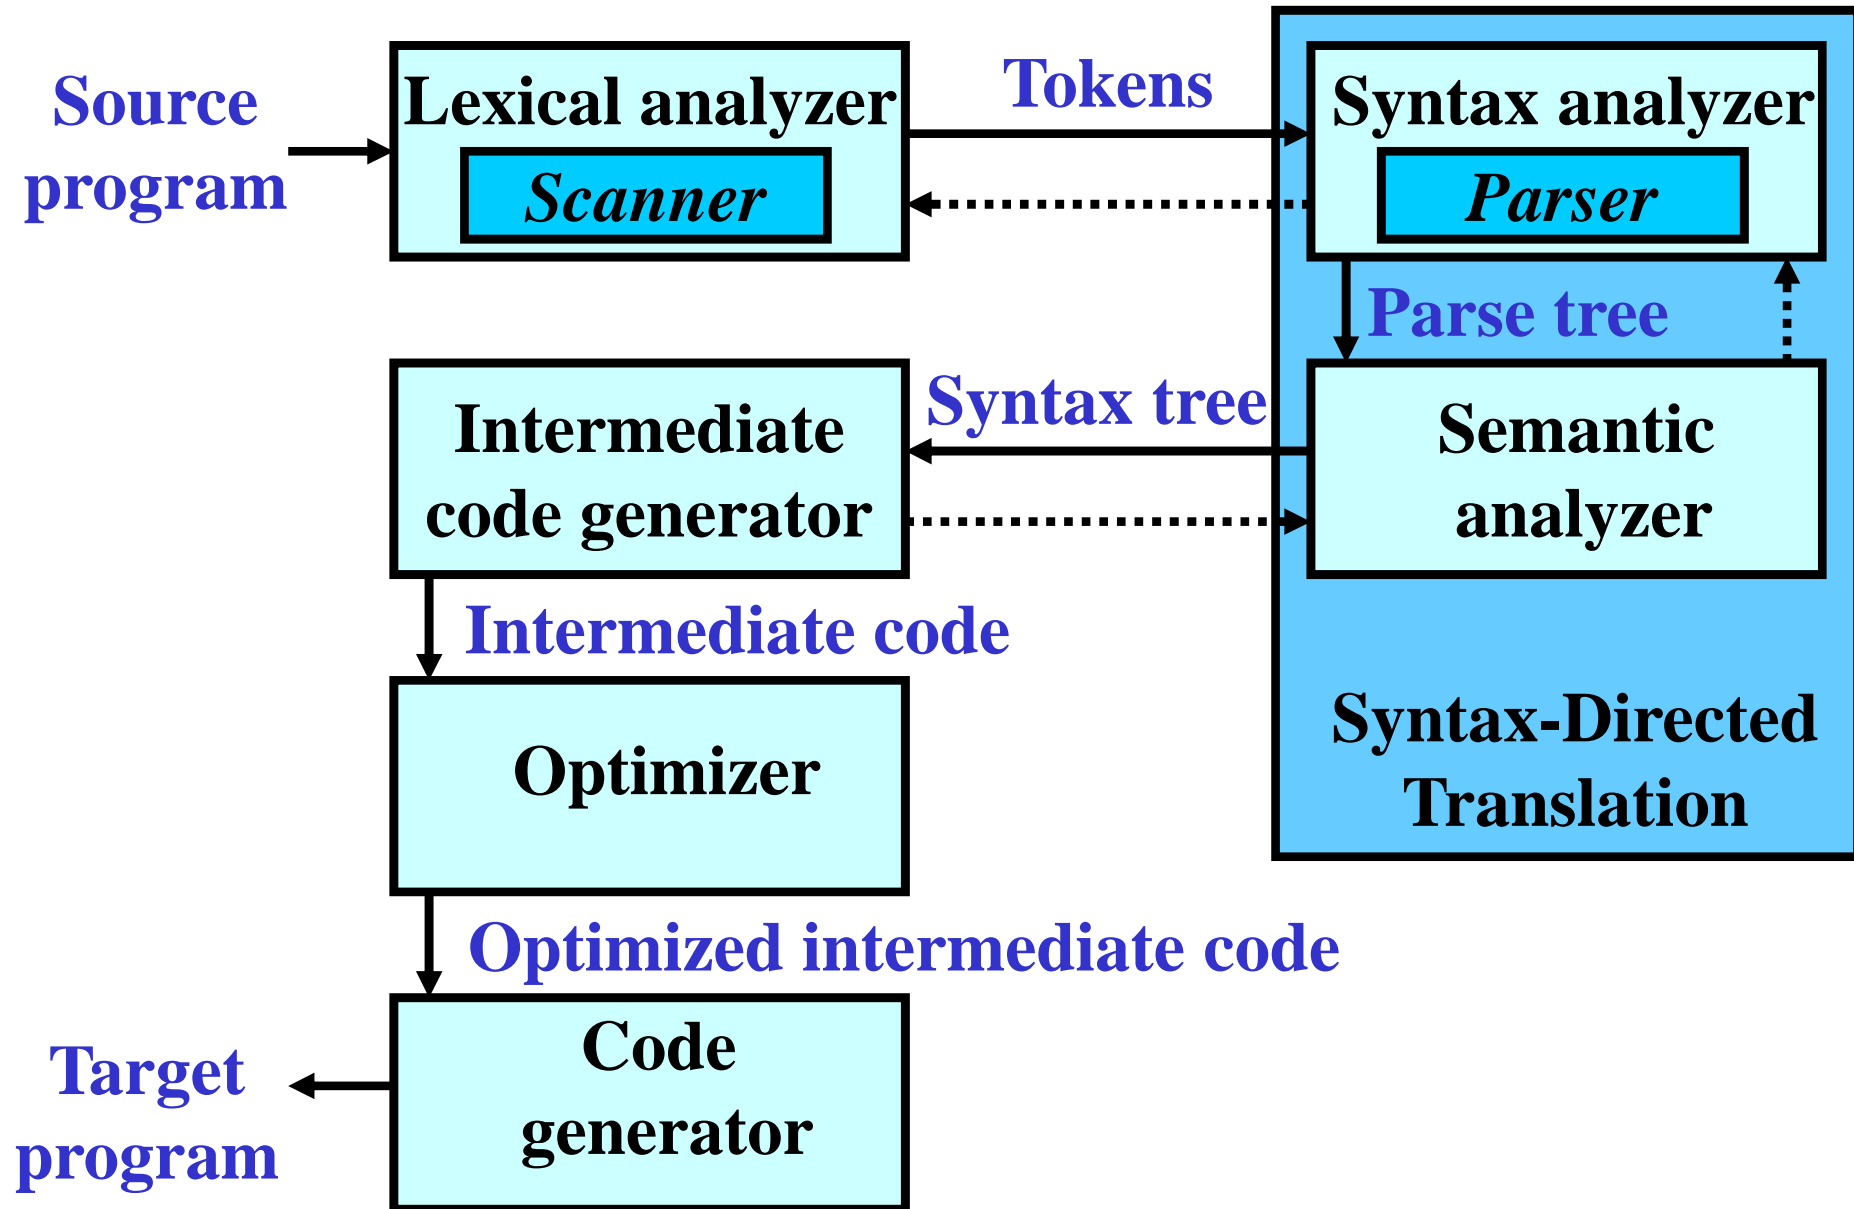 Source
program
Lexical analyzer
Scanner
Tokens
Syntax analyzer
Parser
Parse tree
Semantic
analyzer
Syntax-Directed
Translation
Syntax tree
Intermediate
code generator
Intermediate code
Optimizer
Optimized intermediate code
Code
generator
Target
program